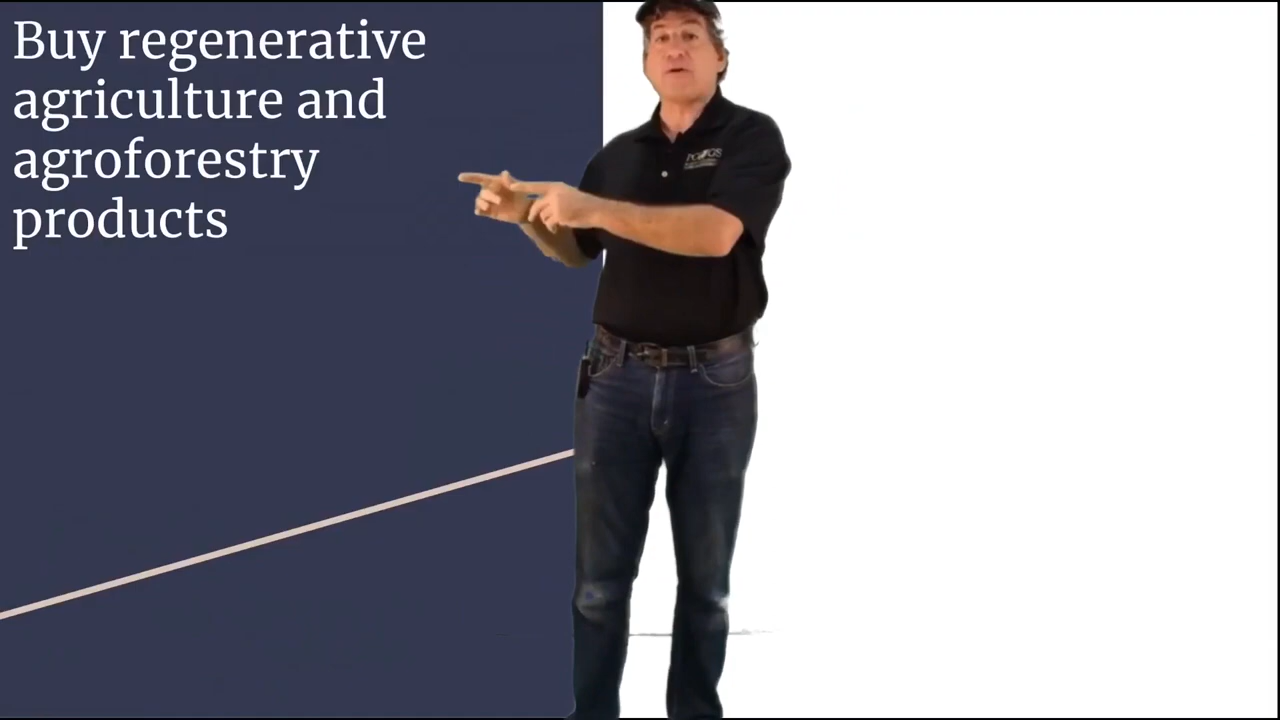 Buy regenerative
agriculture and
agroforestry
products